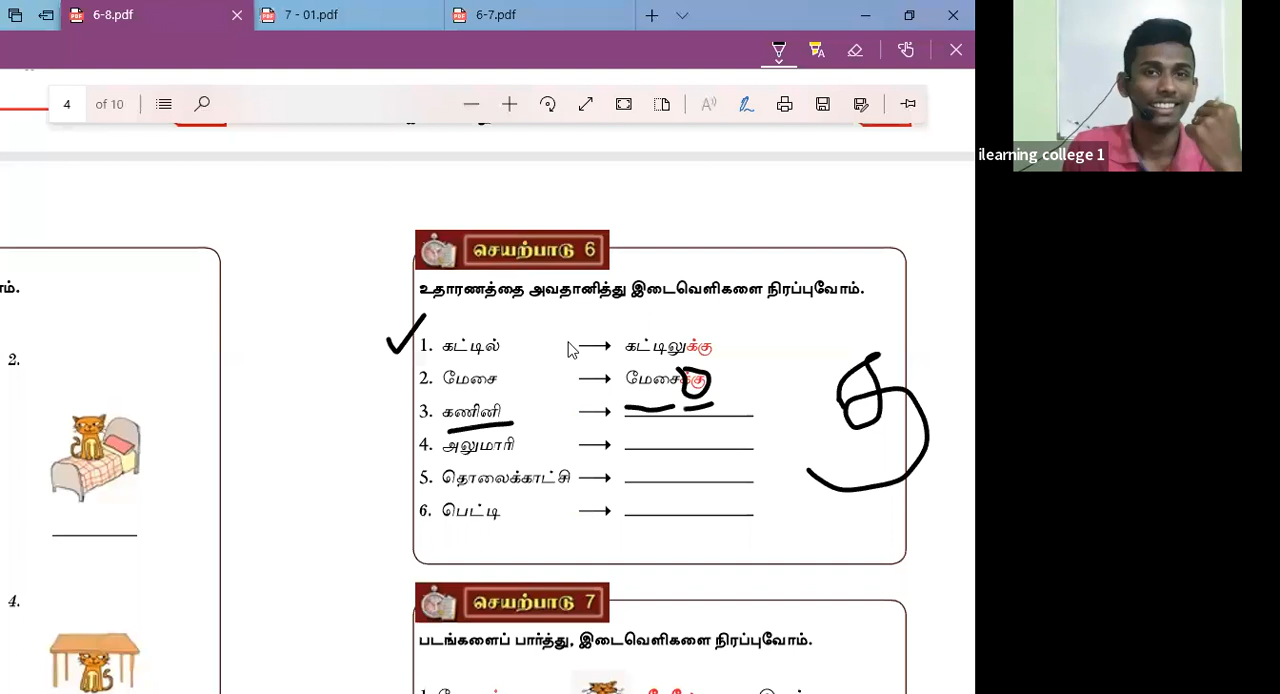 6-8.pdf
7 - 01.pdf
6-7.pdf
4 of 10
ilearning college 1
ம்.
2.
4.
செயற்பாடு 6
உதாரணத்தை அவதானித்து இடைவெளிகளை நிரப்புவோம்.
1. கட்டில் → கட்டிலுக்கு
2. மேசை → மேசைக்கு
3. கணினி →
4. அலுமாரி →
5. தொலைக்காட்சி →
6. பெட்டி →
செயற்பாடு 7
படங்களைப் பார்த்து, இடைவெளிகளை நிரப்புவோம்.